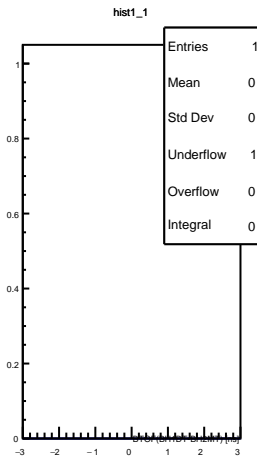 hist1_1
Entries 1
Mean 0
Std Dev 0
Underflow 1
Overflow 0
Integral 0
1
0.8
0.6
0.4
0.2
0
−3 −2 −1 0 1 2 3
[ns]